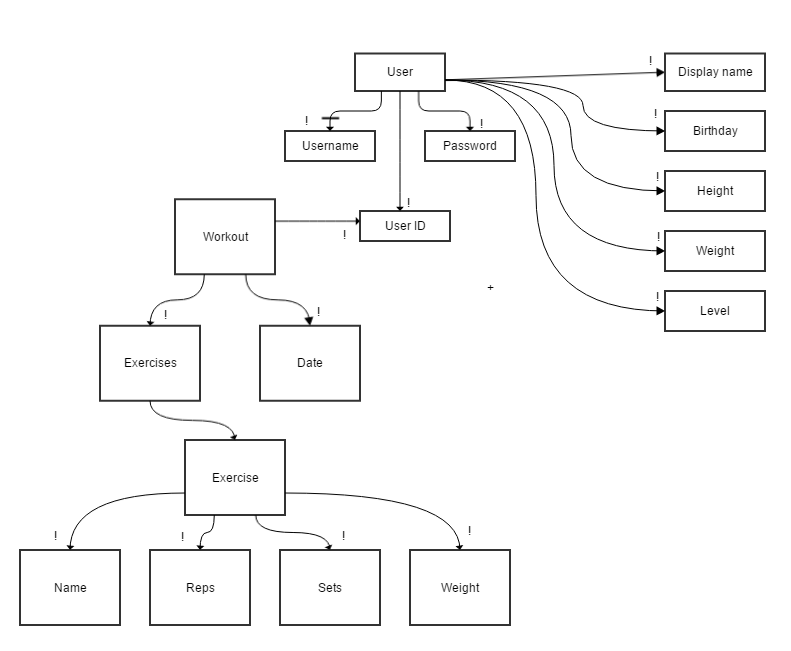 !
User
Display name
!
!
!
Username
Password
Birthday
!
!
Height
Workout
User ID
!
!
Weight
+
!
!
!
Level
Exercises
Date
Exercise
!
!
!
!
Name
Reps
Sets
Weight